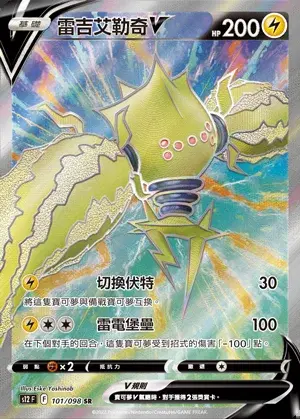 基礎 雷吉艾勒奇V HP200
切換伏特 30
將這隻寶可夢與備戰寶可夢互換。
雷電堡壘 100
在下個對手的回合,這隻寶可夢受到招式的傷害「-100」點。
弱點 ×2 抵抗力 撤退
Illus. Eske Yoshinob
V規則
s12 F F 101/098 SR
寶可夢V氣絕時,對手獲得2張獎賞卡。